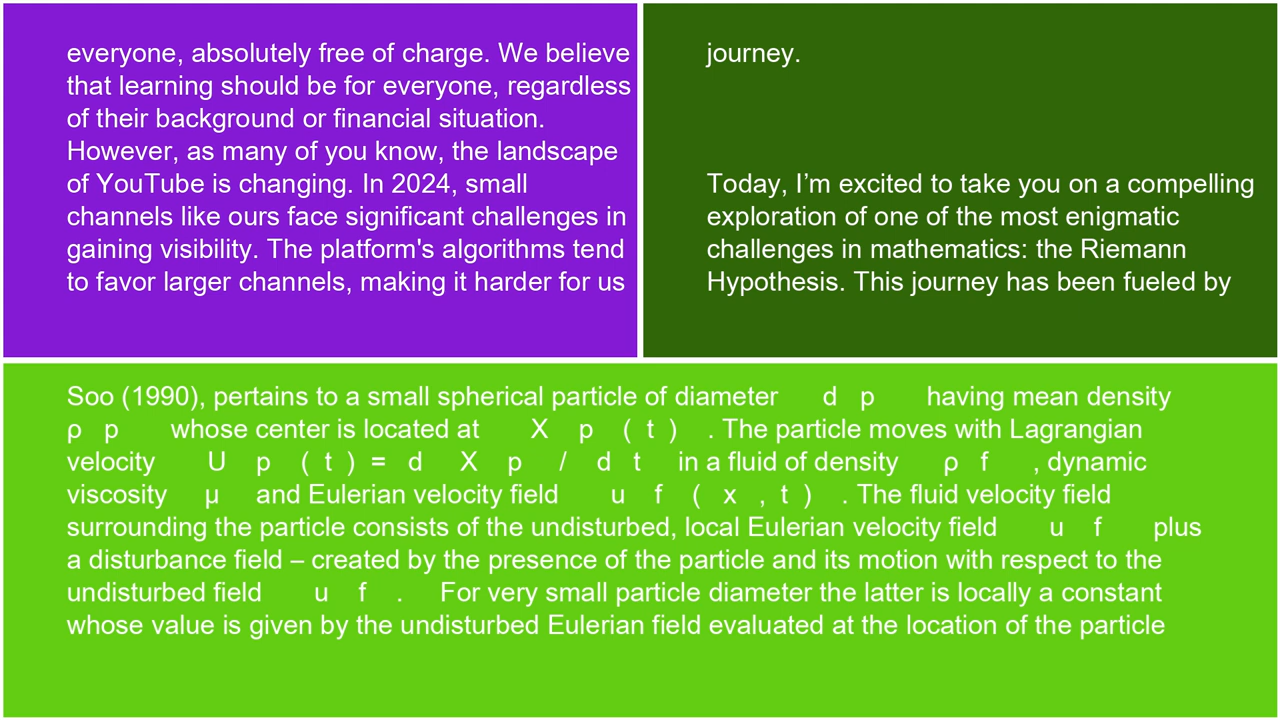 everyone, absolutely free of charge. We believe
that learning should be for everyone, regardless
of their background or financial situation.
However, as many of you know, the landscape
of YouTube is changing. In 2024, small
channels like ours face significant challenges in
gaining visibility. The platform's algorithms tend
to favor larger channels, making it harder for us
journey.
Today, I’m excited to take you on a compelling
exploration of one of the most enigmatic
challenges in mathematics: the Riemann
Hypothesis. This journey has been fueled by
Soo (1990), pertains to a small spherical particle of diameter d p having mean density
ρ p whose center is located at X p ( t ) . The particle moves with Lagrangian
velocity U p ( t ) = d X p / d t in a fluid of density ρ f , dynamic
viscosity μ and Eulerian velocity field u f ( x , t ) . The fluid velocity field
surrounding the particle consists of the undisturbed, local Eulerian velocity field u f plus
a disturbance field – created by the presence of the particle and its motion with respect to the
undisturbed field u f . For very small particle diameter the latter is locally a constant
whose value is given by the undisturbed Eulerian field evaluated at the location of the particle